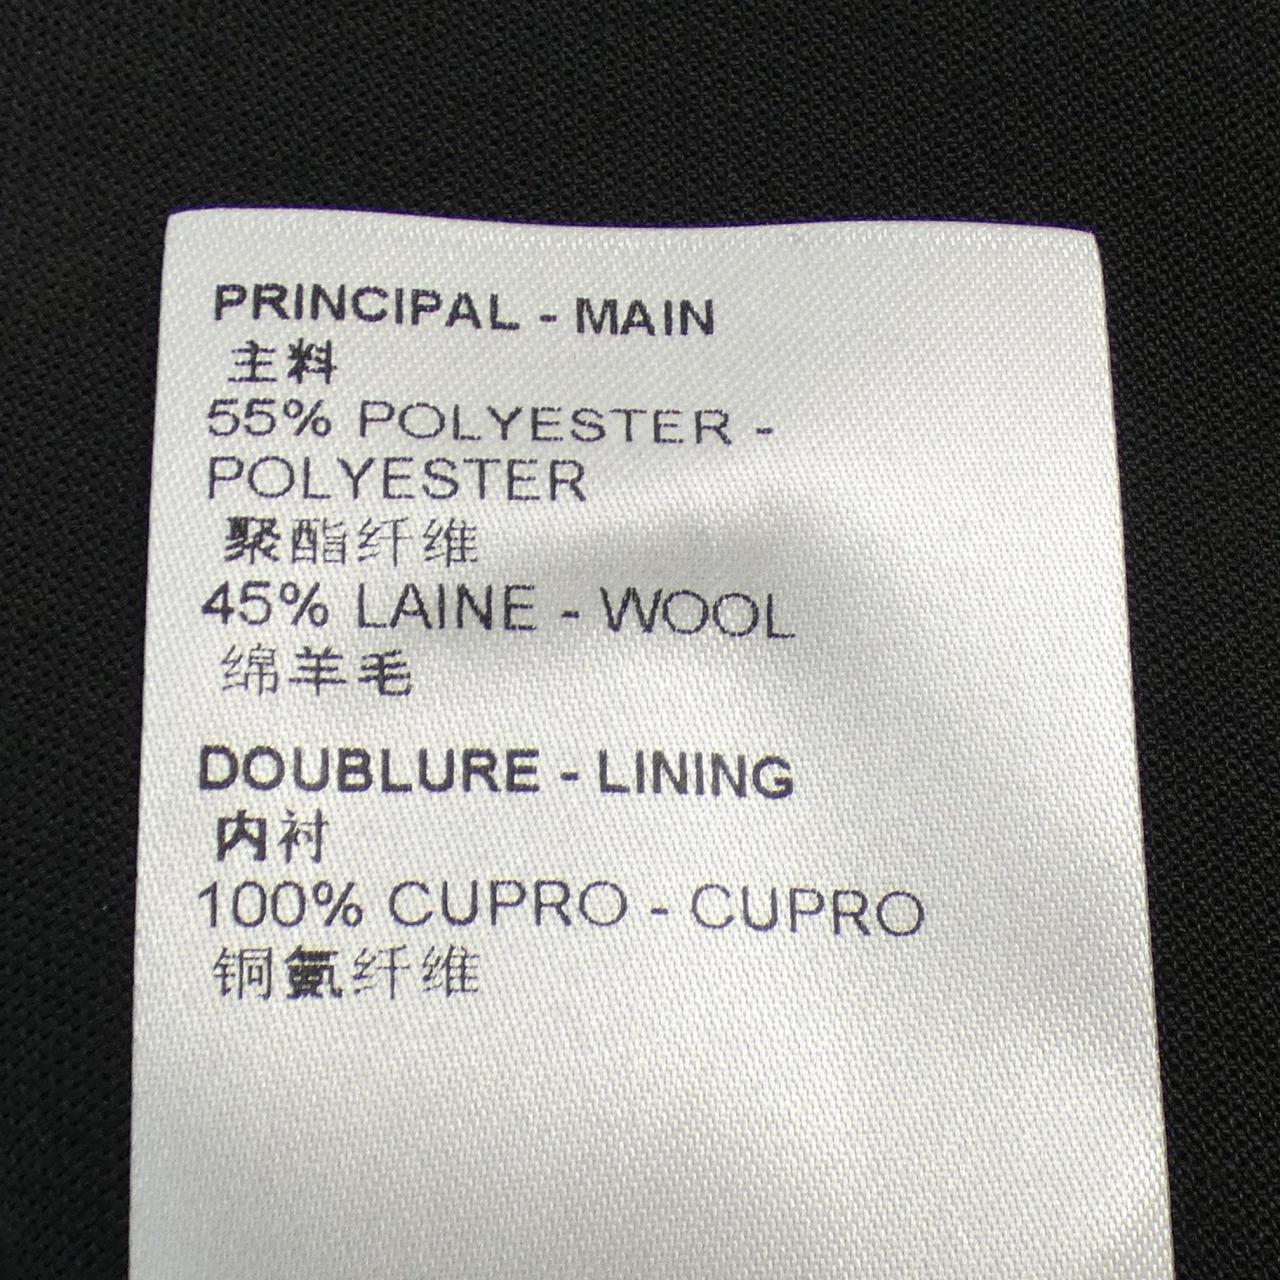 PRINCIPAL - MAIN
主料
55% POLYESTER -
POLYESTER
聚酯纤维
45% LAINE - WOOL
绵羊毛
DOUBLURE - LINING
内衬
100% CUPRO - CUPRO
铜氨纤维